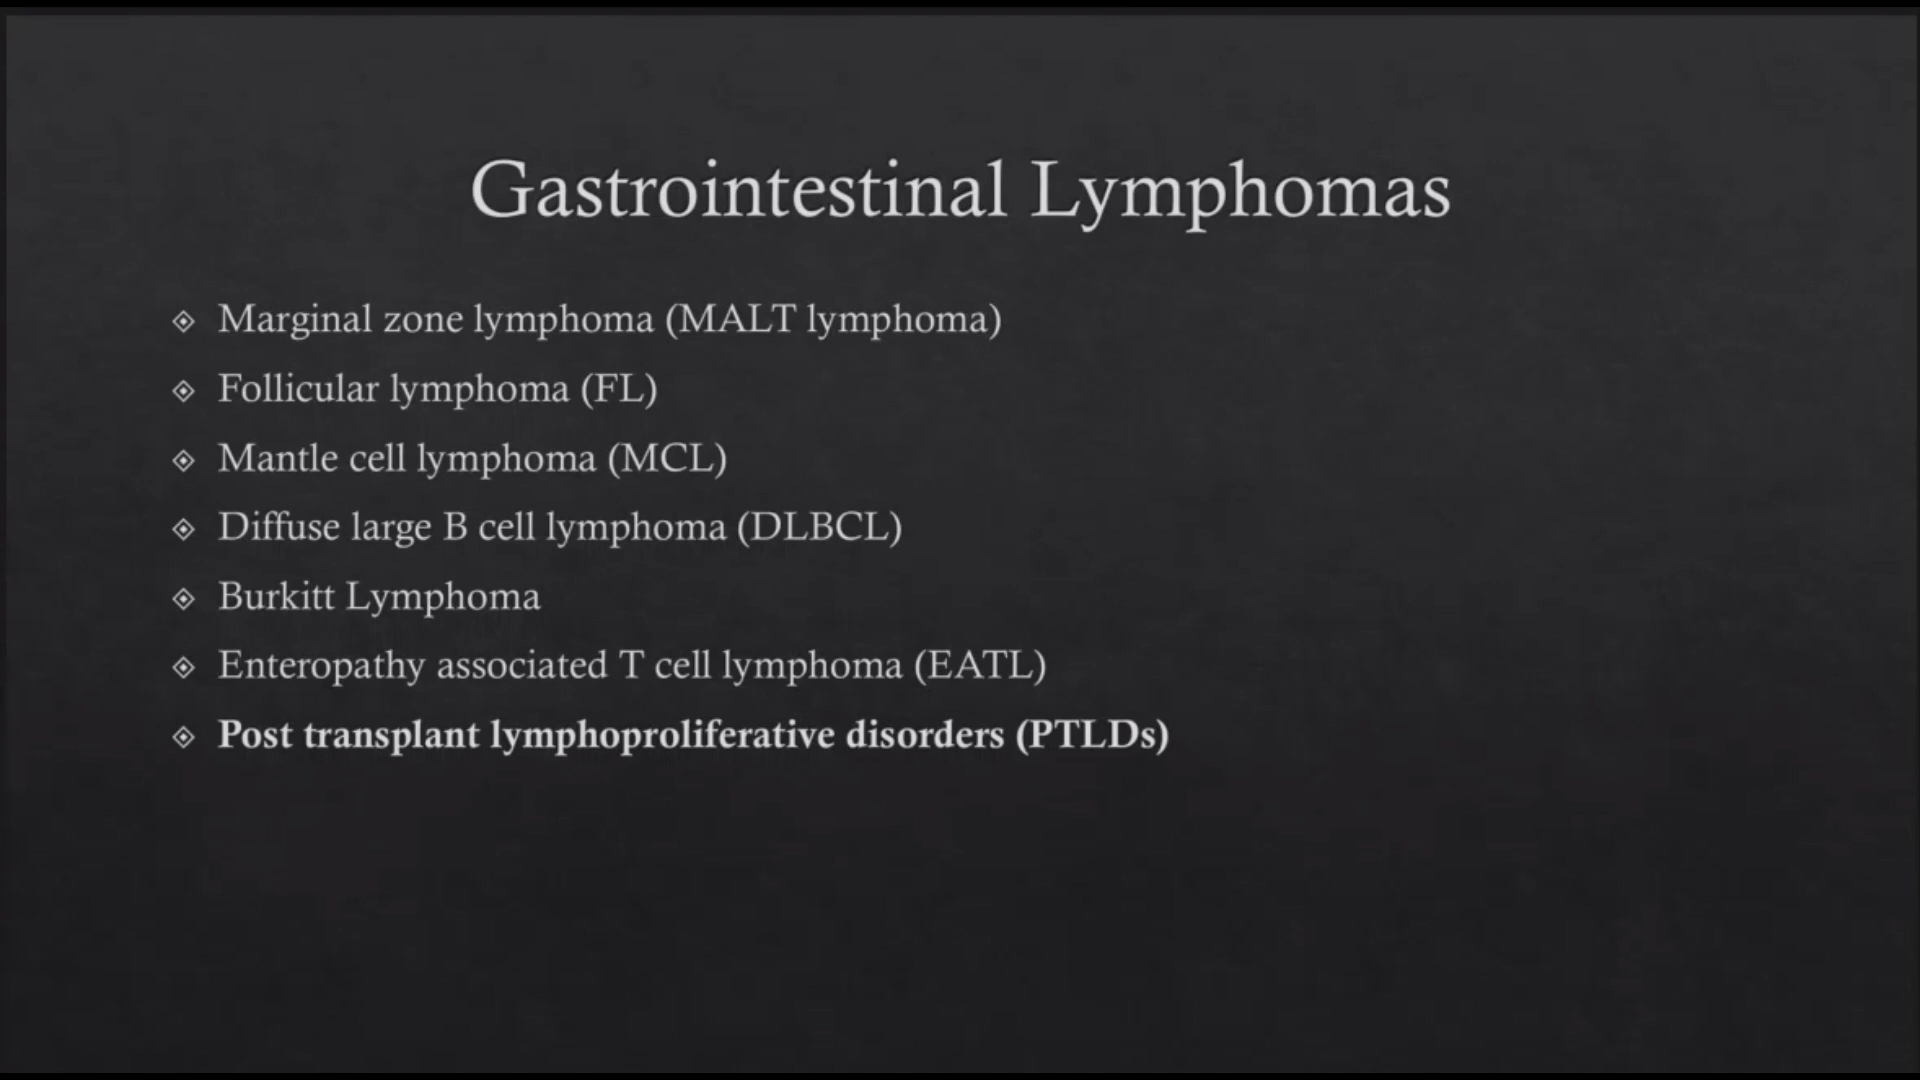 Gastrointestinal Lymphomas
Marginal zone lymphoma (MALT lymphoma)
Follicular lymphoma (FL)
Mantle cell lymphoma (MCL)
Diffuse large B cell lymphoma (DLBCL)
Burkitt Lymphoma
Enteropathy associated T cell lymphoma (EATL)
Post transplant lymphoproliferative disorders (PTLDs)